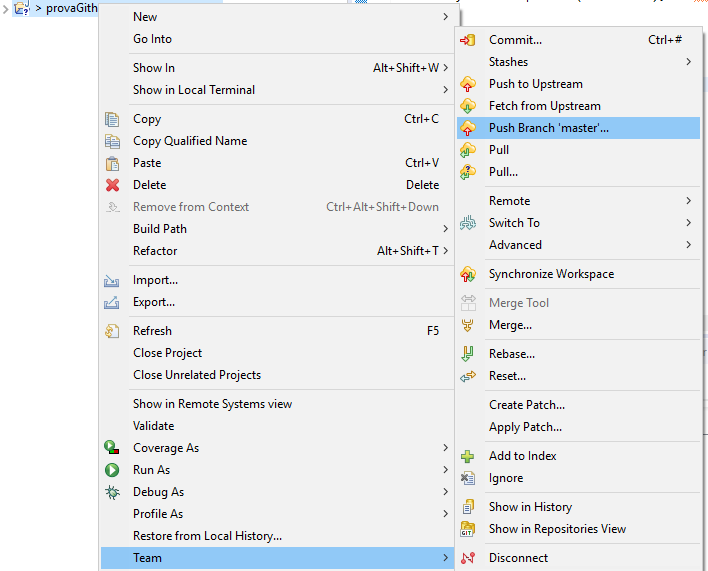 > provaGith
New
Go Into
Show In Alt+Shift+W
Show in Local Terminal
Copy Ctrl+C
Copy Qualified Name
Paste Ctrl+V
Delete Delete
Remove from Context Ctrl+Alt+Shift+Down
Build Path
Refactor Alt+Shift+T
Import...
Export...
Refresh F5
Close Project
Close Unrelated Projects
Show in Remote Systems view
Validate
Coverage As
Run As
Debug As
Profile As
Restore from Local History...
Team
Commit... Ctrl+#
Stashes
Push to Upstream
Fetch from Upstream
Push Branch 'master'...
Pull
Pull...
Remote
Switch To
Advanced
Synchronize Workspace
Merge Tool
Merge...
Rebase...
Reset...
Create Patch...
Apply Patch...
Add to Index
Ignore
Show in History
GIT Show in Repositories View
Disconnect